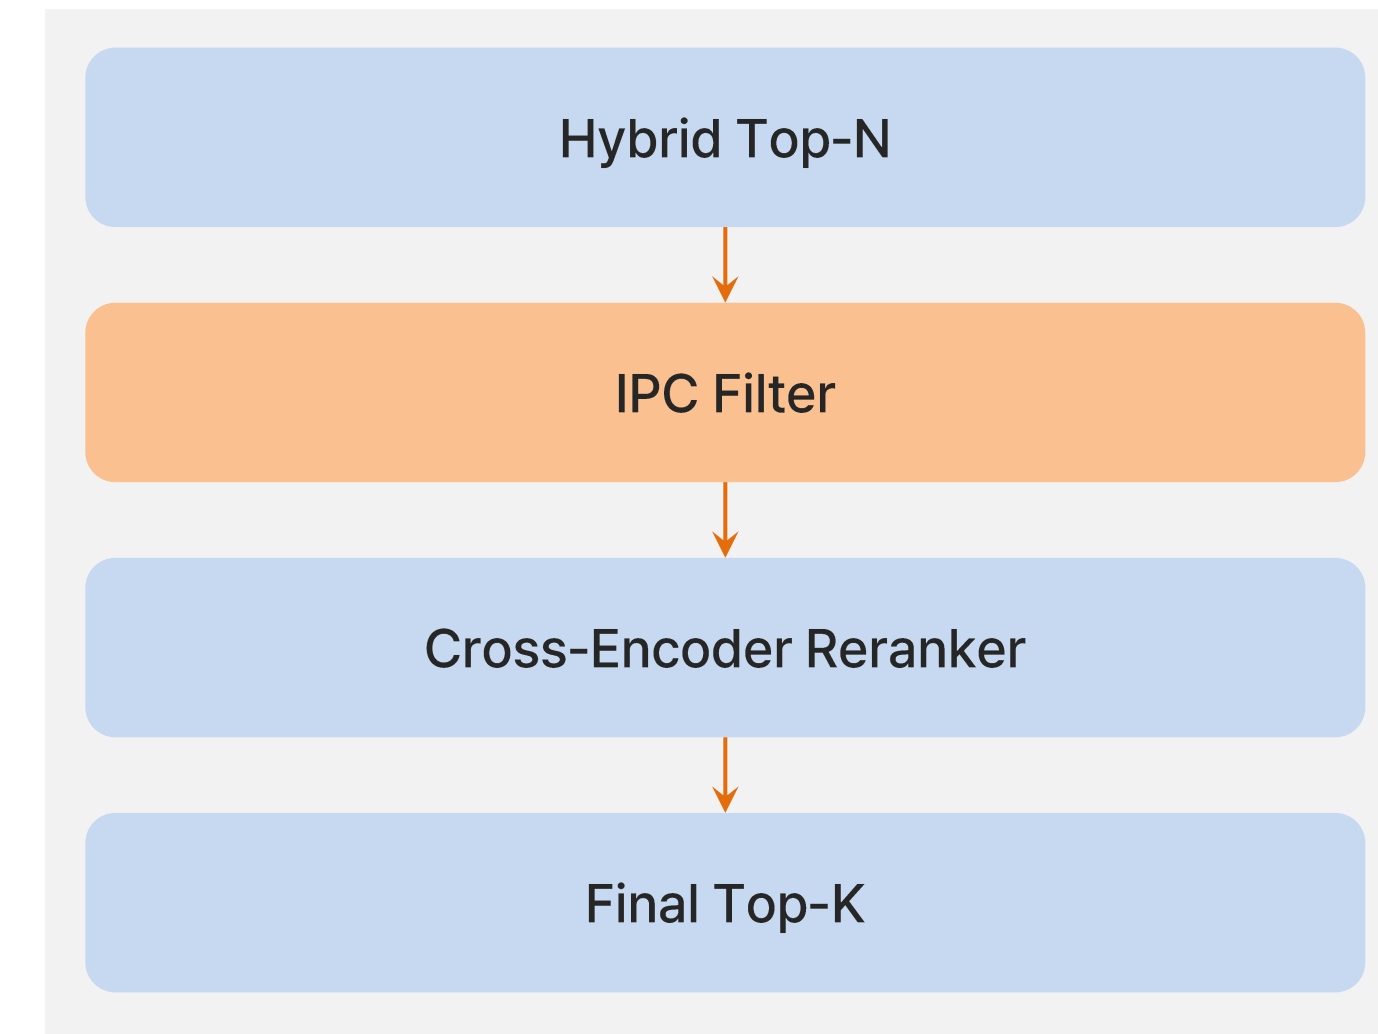 Hybrid Top-N
IPC Filter
Cross-Encoder Reranker
Final Top-K